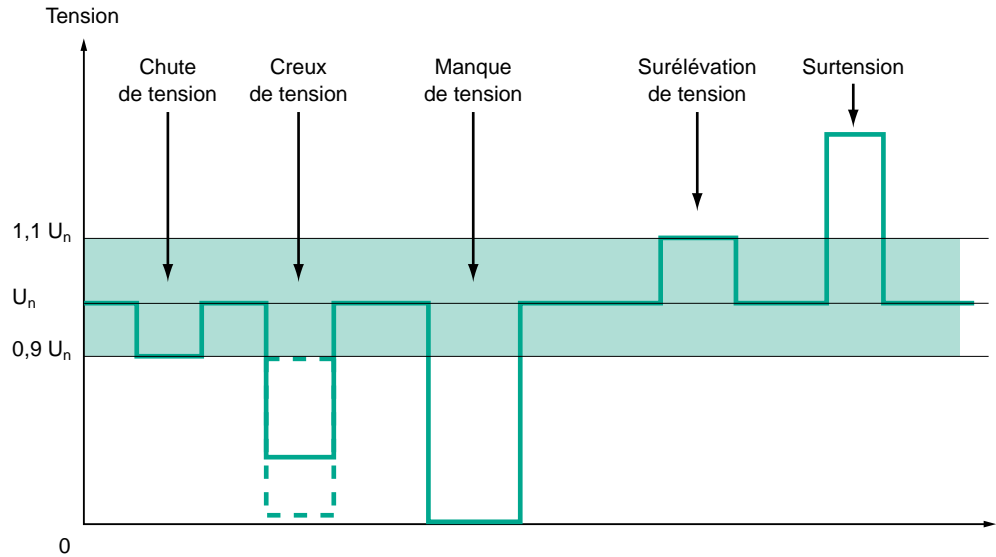 Tension
Chute
de tension
Creux
de tension
Manque
de tension
Surélévation
de tension
Surtension
1,1 Un
Un
0,9 Un
0